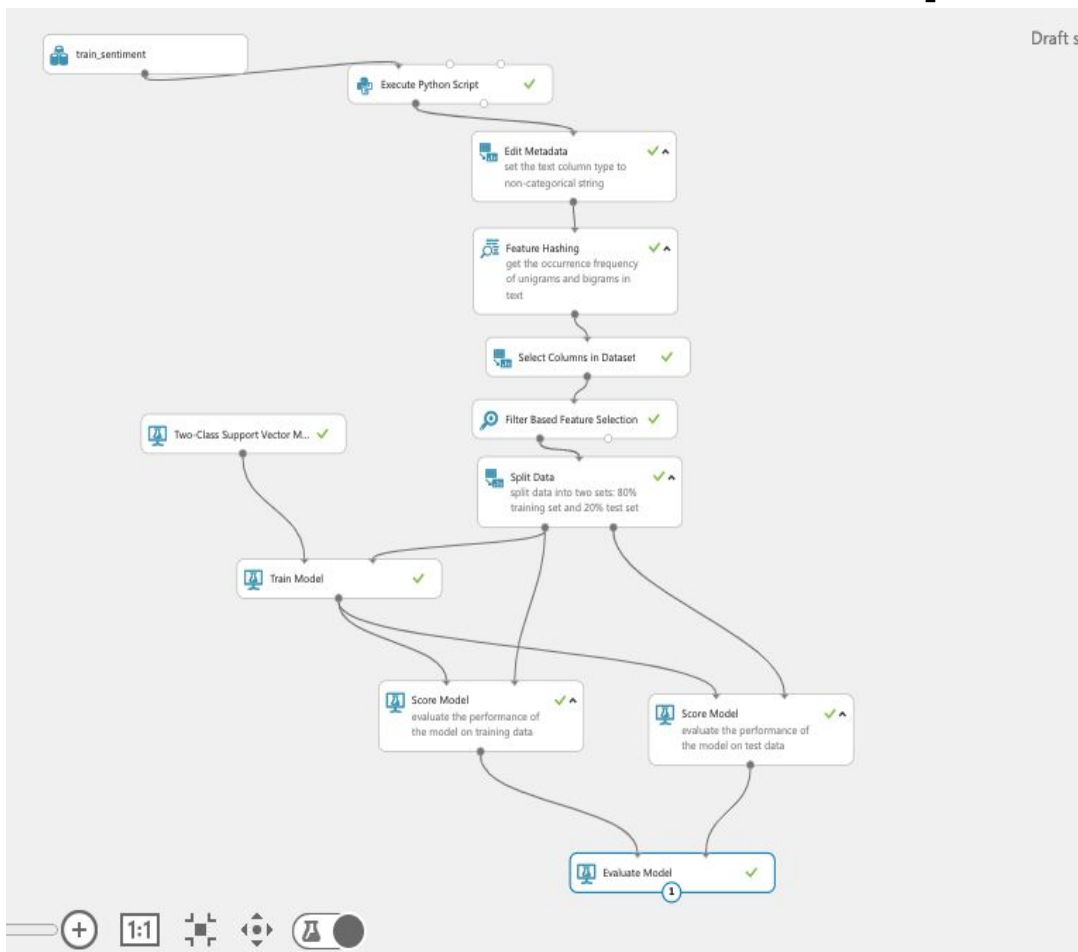 Draft s
train_sentiment
Execute Python Script
Edit Metadata
set the text column type to
non-categorical string
Feature Hashing
get the occurrence frequency
of unigrams and bigrams in
text
Select Columns in Dataset
Filter Based Feature Selection
Two-Class Support Vector M...
Split Data
split data into two sets: 80%
training set and 20% test set
Train Model
Score Model
evaluate the performance of
the model on training data
Score Model
evaluate the performance of
the model on test data
Evaluate Model
1
1:1